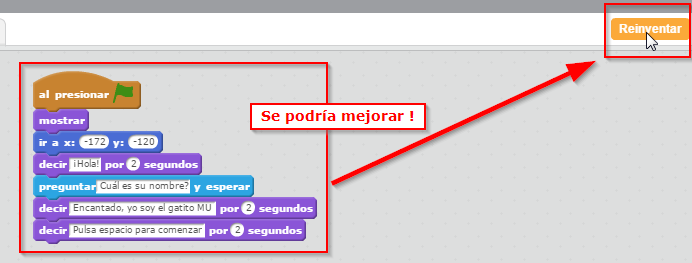 Reinventar
al presionar
Se podría mejorar !
mostrar
ir a x: -172 y: -120
decir ¡Hola! por 2 segundos
preguntar Cuál es su nombre? y esperar
decir Encantado, yo soy el gatito MU por 2 segundos
decir Pulsa espacio para comenzar por 2 segundos